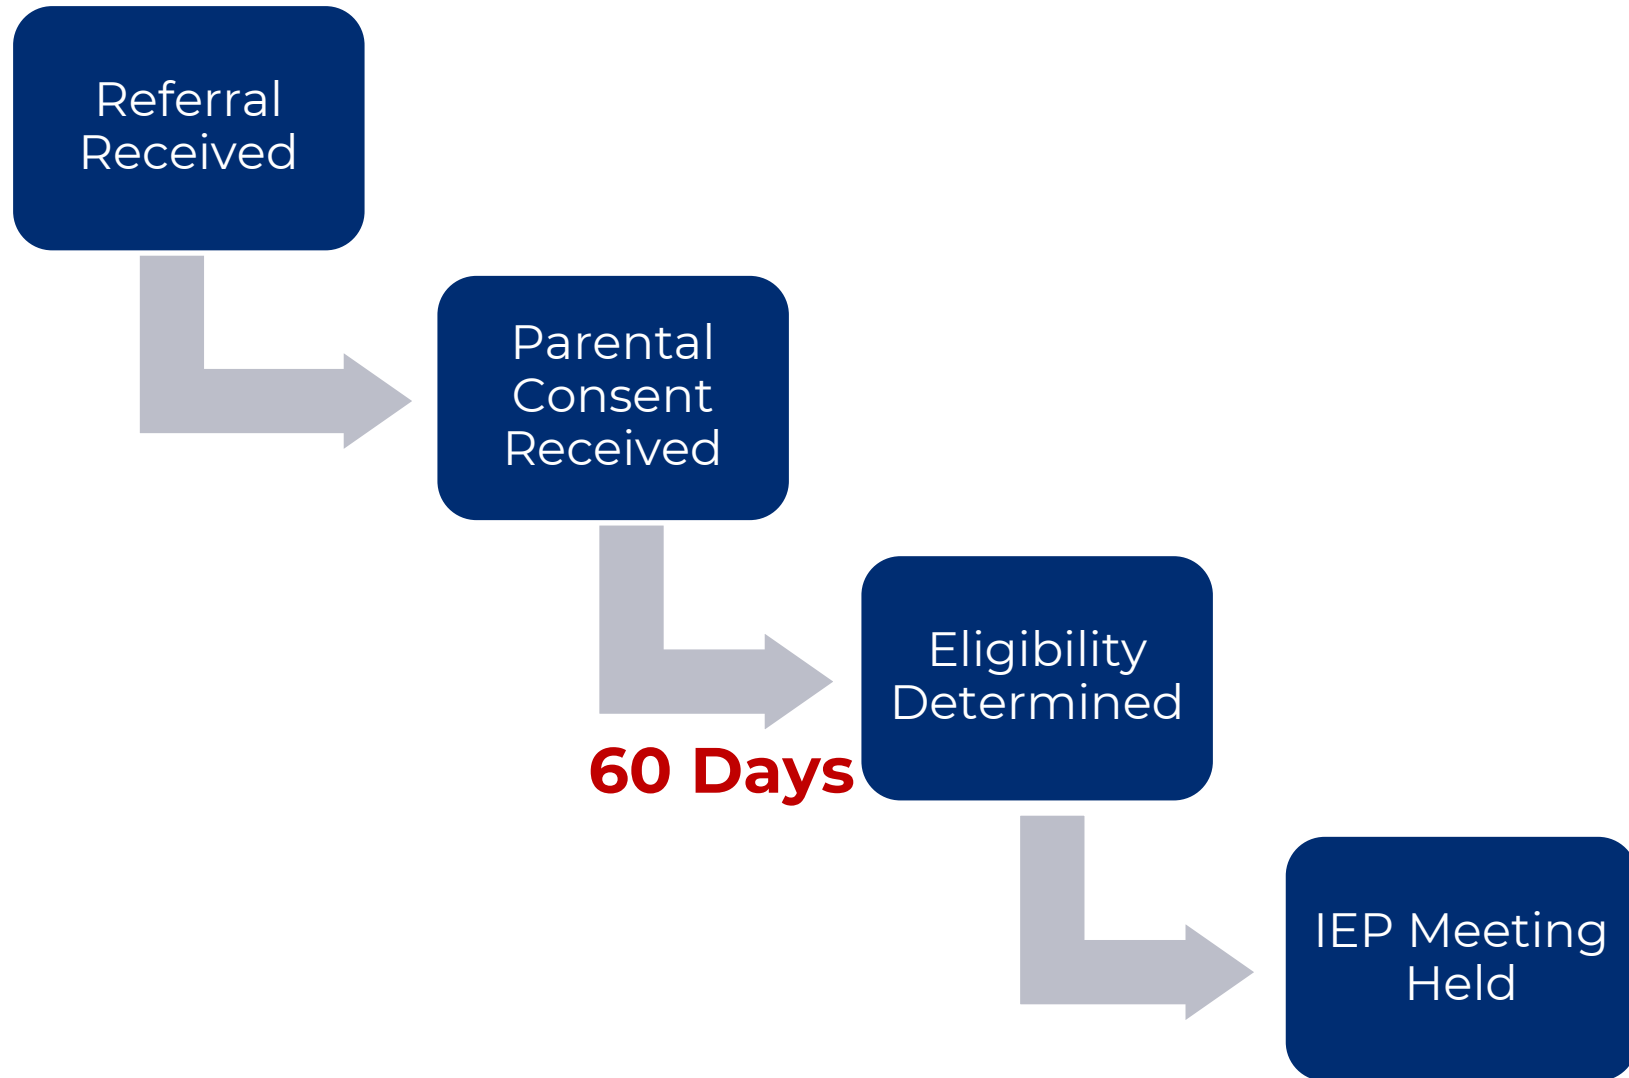 Referral
Received
Parental
Consent
Received
Eligibility
Determined
60 Days
IEP Meeting
Held